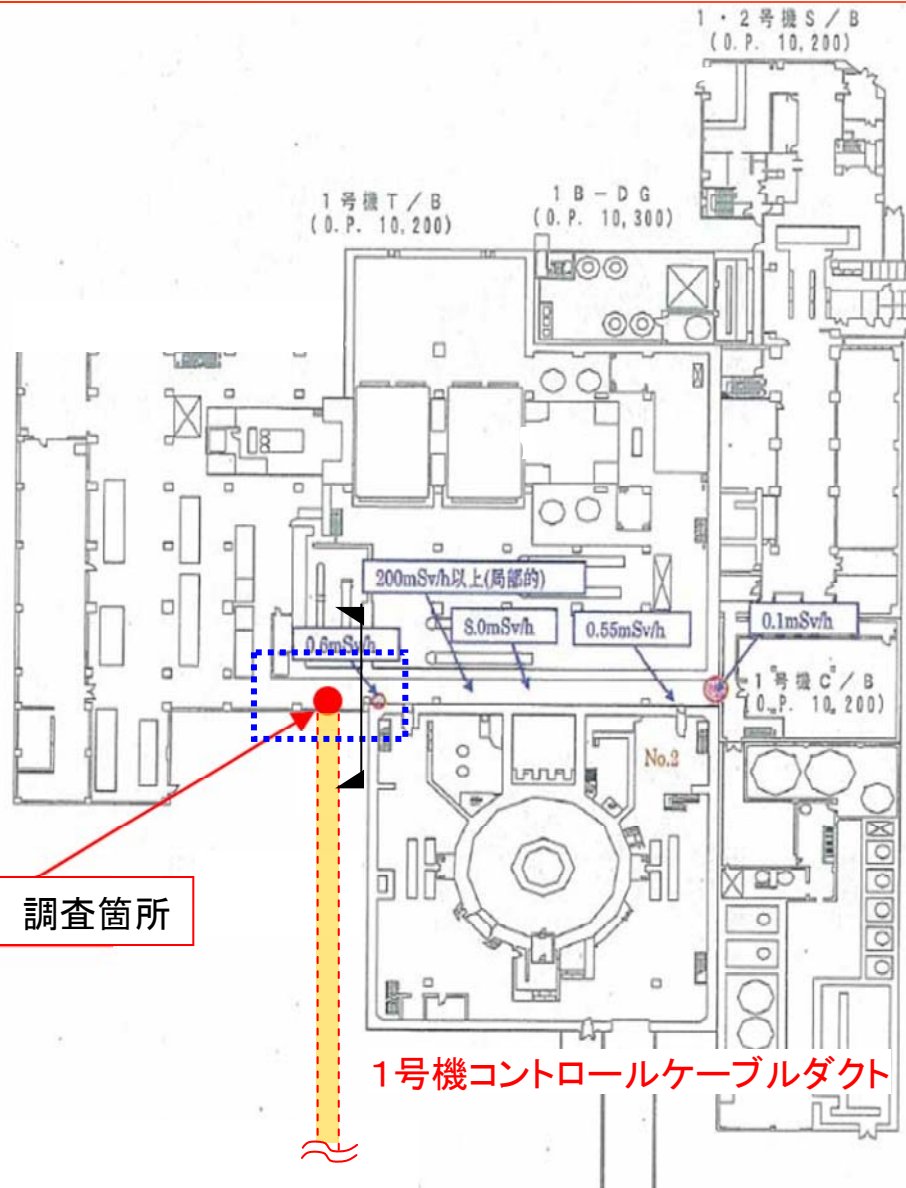 1・2号機S/B
(O.P. 10,200)
1号機T/B
(O.P. 10,200)
1B-DG
(O.P. 10,300)
200mSv/h以上(局部的)
0.6mSv/h
8.0mSv/h
0.55mSv/h
0.1mSv/h
1号機C/B
(O.P. 10,200)
No.2
調査箇所
1号機コントロールケーブルダクト